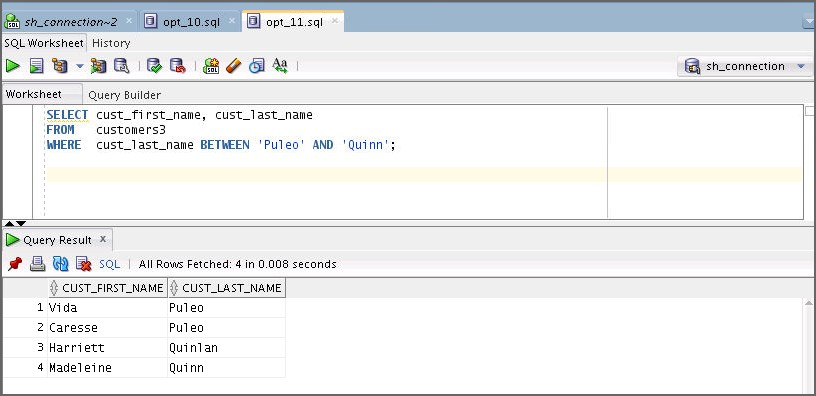 sh_connection~2 × opt_10.sql × opt_11.sql ×
SQL Worksheet History
sh_connection
Worksheet Query Builder
SELECT cust_first_name, cust_last_name
FROM customers3
WHERE cust_last_name BETWEEN 'Puleo' AND 'Quinn';
Query Result x
SQL | All Rows Fetched: 4 in 0.008 seconds
CUST_FIRST_NAME CUST_LAST_NAME
1 Vida Puleo
2 Caresse Puleo
3 Harriett Quinlan
4 Madeleine Quinn